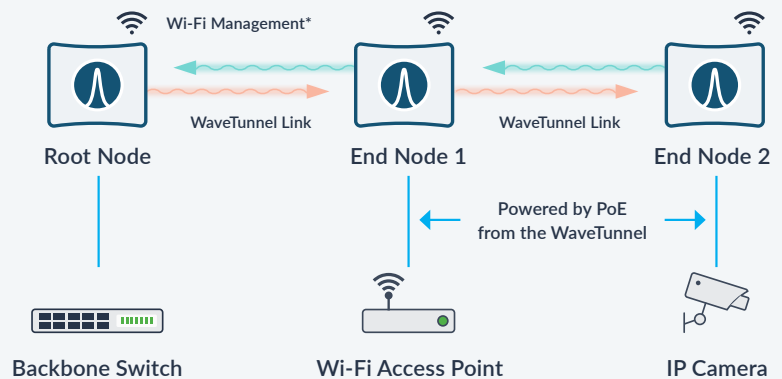 Wi-Fi Management*
WaveTunnel Link
WaveTunnel Link
Root Node
End Node 1
End Node 2
Powered by PoE
from the WaveTunnel
Backbone Switch
Wi-Fi Access Point
IP Camera